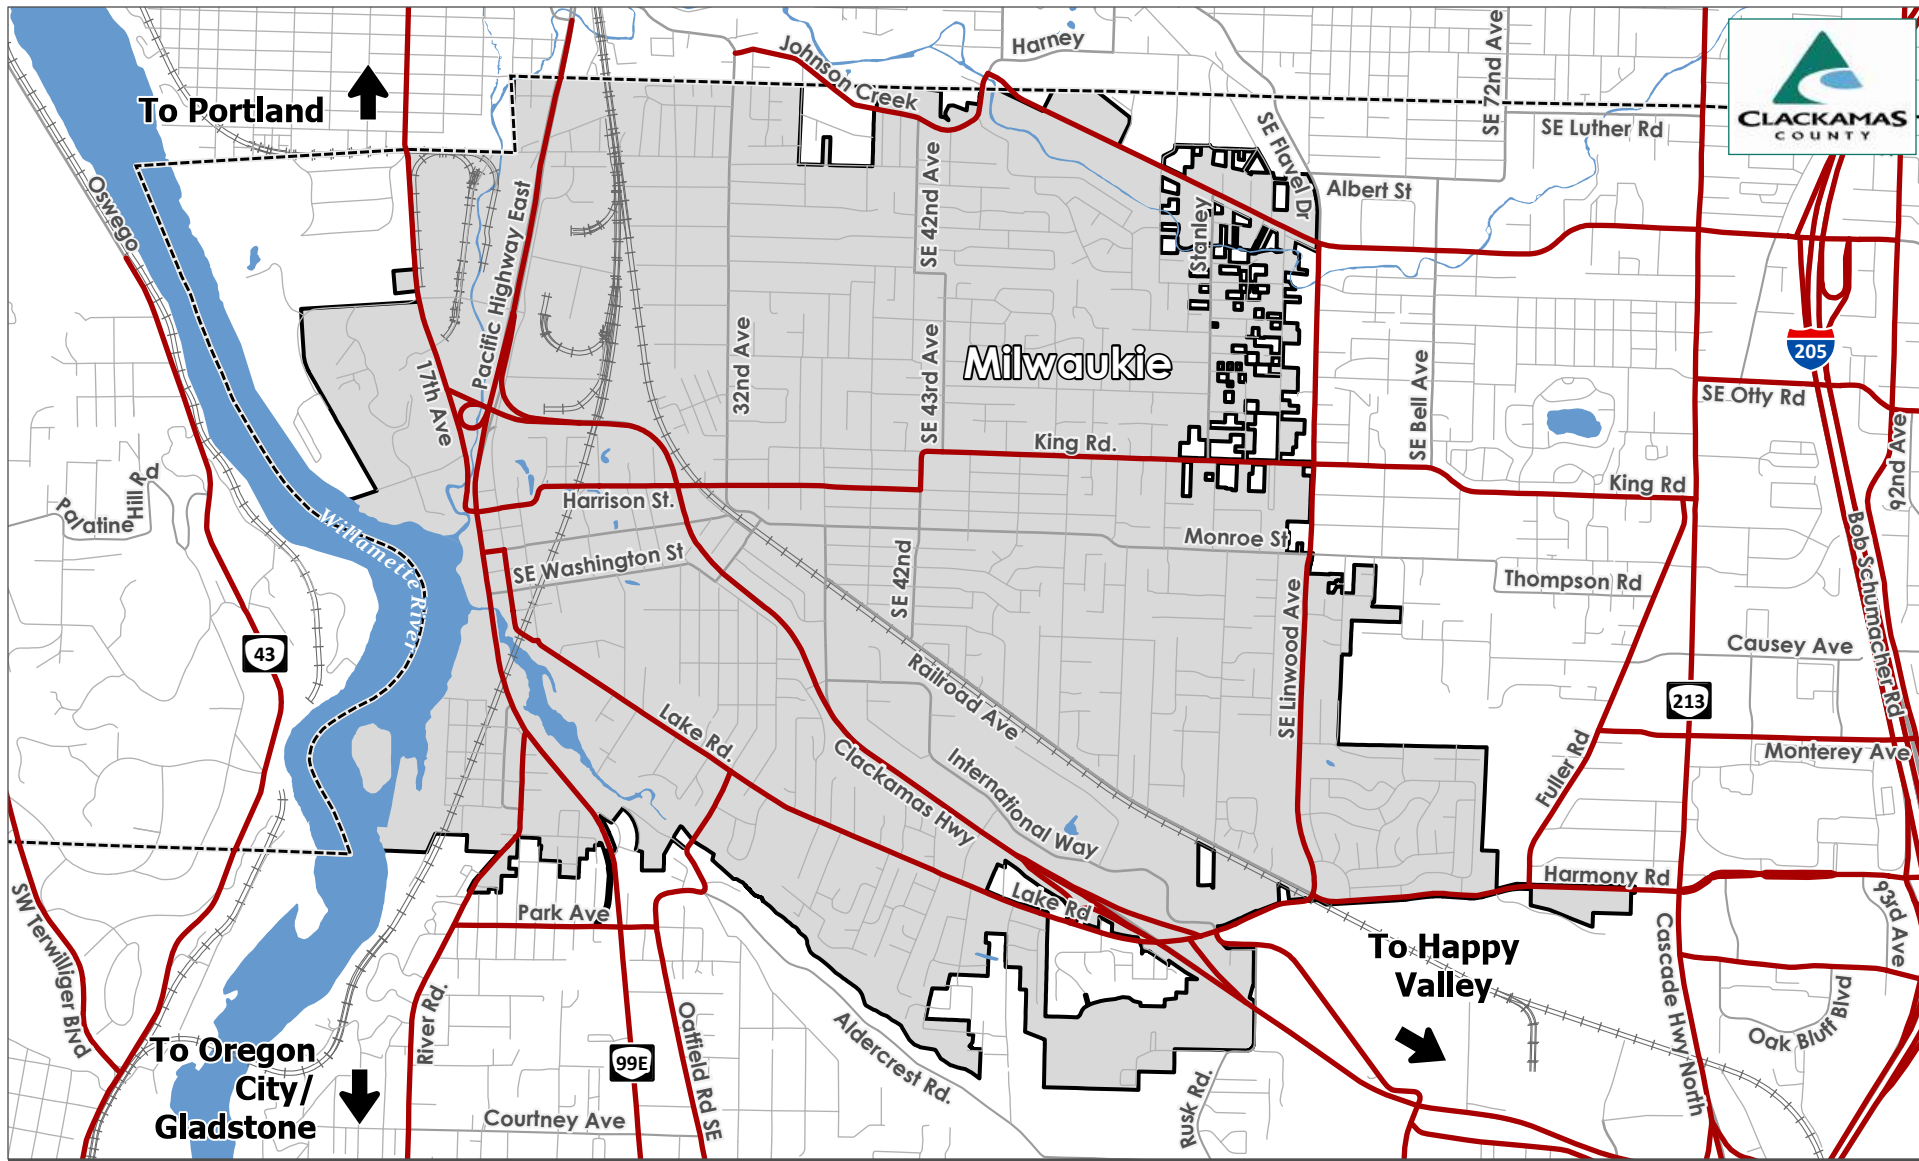 Johnson Creek
Harney
SE 72nd Ave
CLACKAMAS
COUNTY
To Portland
SE Luther Rd
SE Flavel Dr
Albert St
Oswego
SE 42nd Ave
Stanley
Pacific Highway East
17th Ave
32nd Ave
SE 43rd Ave
Milwaukie
SE Bell Ave
205
SE Otty Rd
92nd Ave
King Rd.
King Rd
Harrison St.
Palatine
Hill Rd
Willamette River
Monroe St
SE Washington St
SE 42nd
Thompson Rd
Bob Schumacher Rd
SE Linwood Ave
Causey Ave
43
213
Railroad Ave
Lake Rd.
Clackamas Hwy
International Way
Fuller Rd
Monterey Ave
Harmony Rd
Lake Rd
Park Ave
SW Terwilliger Blvd
93rd Ave
To Happy
Valley
Cascade Hwy North
Oak Bluff Blvd
River Rd.
Oatfield Rd SE
Aldercrest Rd.
To Oregon
City/
Gladstone
99E
Rusk Rd.
Courtney Ave